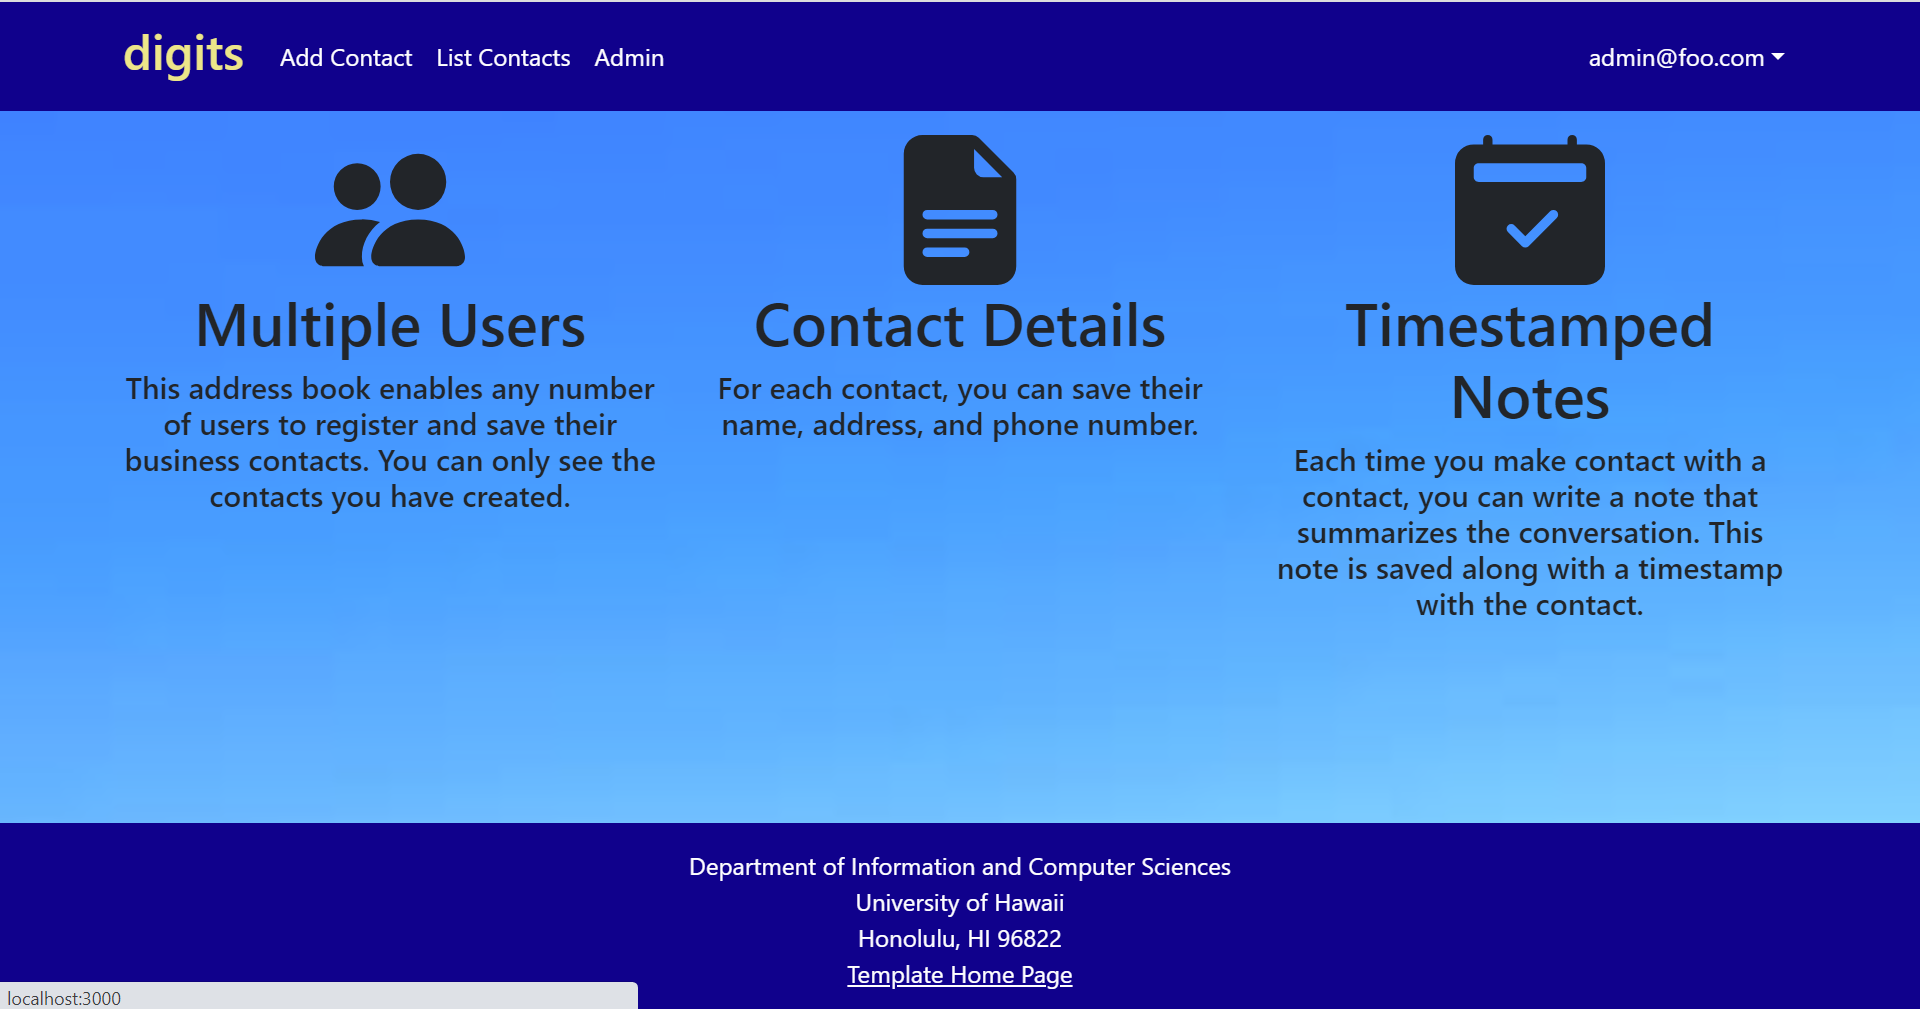 digits
Add Contact List Contacts Admin
admin@foo.com
Multiple Users
This address book enables any number
of users to register and save their
business contacts. You can only see the
contacts you have created.
Contact Details
For each contact, you can save their
name, address, and phone number.
Timestamped
Notes
Each time you make contact with a
contact, you can write a note that
summarizes the conversation. This
note is saved along with a timestamp
with the contact.
Department of Information and Computer Sciences
University of Hawaii
Honolulu, HI 96822
Template Home Page
localhost:3000